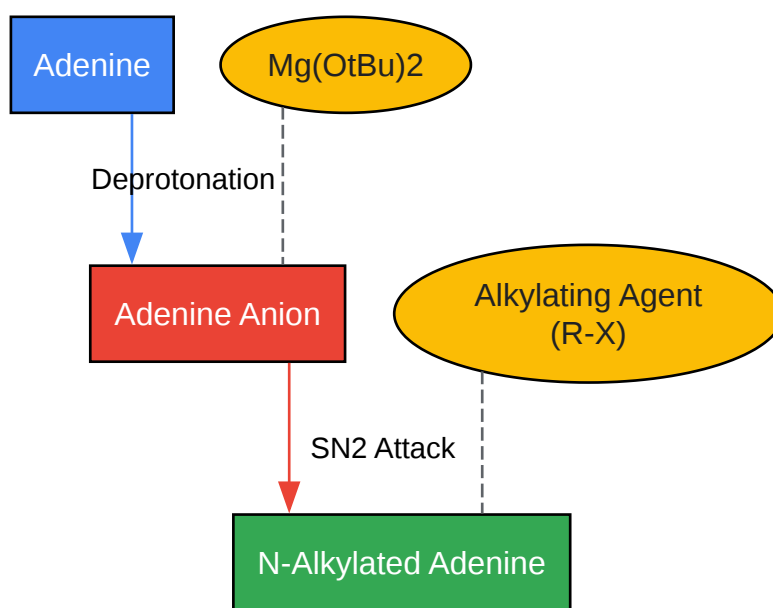 Adenine
Mg(OtBu)2
Deprotonation
Adenine Anion
Alkylating Agent
(R-X)
SN2 Attack
N-Alkylated Adenine